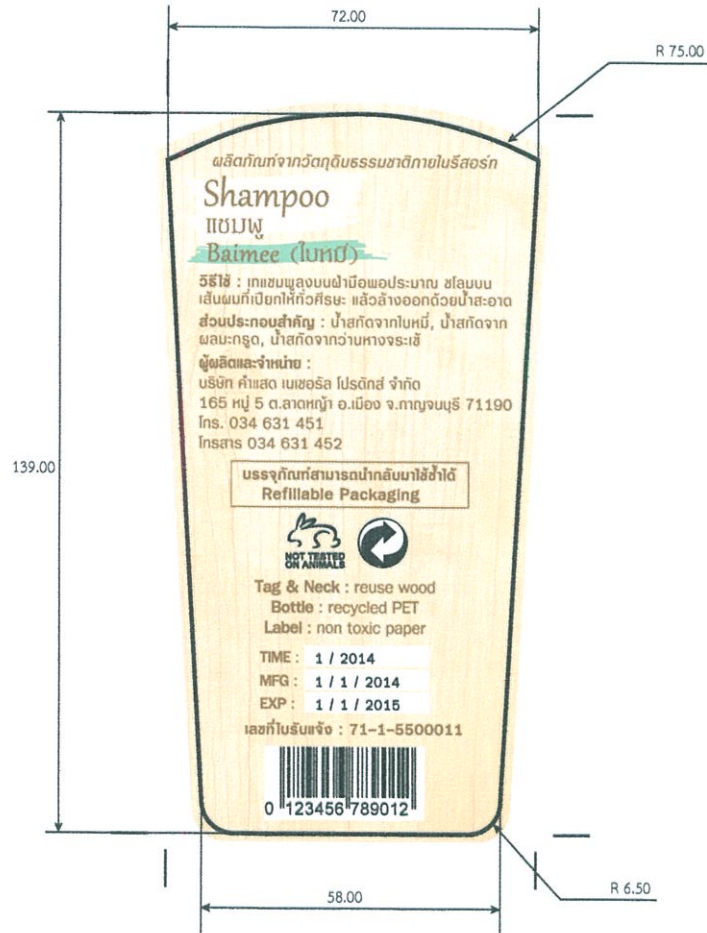 72.00
R 75.00
139.00
ผลิตภัณฑ์จากวัตถุดิบธรรมชาติภายในรีสอร์ท
Shampoo
แชมพู
Baimee (ใบหมี่)
วิธีใช้ : เทแชมพูลงบนฝ่ามือพอประมาณ ชโลมบน
เส้นผมที่เปียกให้ทั่วศีรษะ แล้วล้างออกด้วยน้ำสะอาด
ส่วนประกอบสำคัญ : น้ำสกัดจากใบหมี่, น้ำสกัดจาก
ผลมะกรูด, น้ำสกัดจากว่านหางจระเข้
ผู้ผลิตและจำหน่าย :
บริษัท คำแสด เนเชอรัล โปรดักส์ จำกัด
165 หมู่ 5 ต.ลาดหญ้า อ.เมือง จ.กาญจนบุรี 71190
โทร. 034 631 451
โทรสาร 034 631 452
บรรจุภัณฑ์สามารถนำกลับมาใช้ซ้ำได้
Refillable Packaging
NOT TESTED
ON ANIMALS
Tag & Neck : reuse wood
Bottle : recycled PET
Label : non toxic paper
TIME : 1 / 2014
MFG : 1 / 1 / 2014
EXP : 1 / 1 / 2015
เลขที่ใบรับแจ้ง : 71-1-5500011
0 123456 789012
58.00
R 6.50